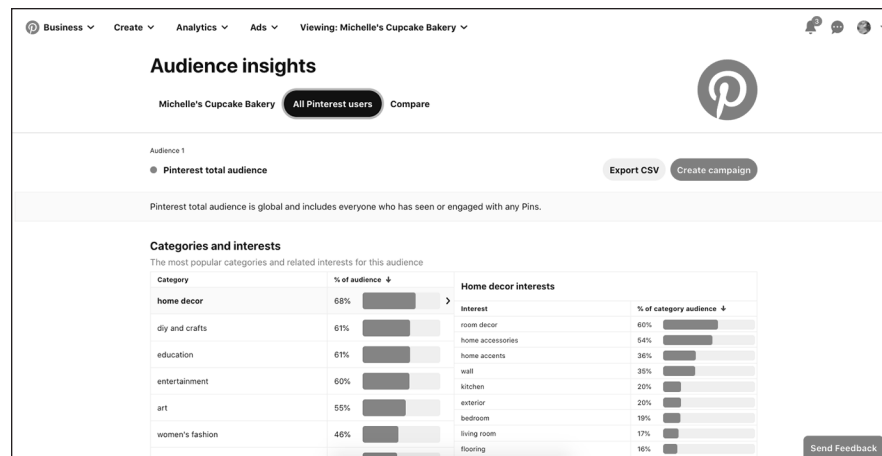 Business Create Analytics Ads Viewing: Michelle's Cupcake Bakery 3
Audience insights
Michelle's Cupcake Bakery All Pinterest users Compare
Audience 1
Pinterest total audience Export CSV Create campaign
Pinterest total audience is global and includes everyone who has seen or engaged with any Pins.
Categories and interests
The most popular categories and related interests for this audience
Category % of audience ↓
home decor 68%
diy and crafts 61%
education 61%
entertainment 60%
art 55%
women's fashion 46%
Home decor interests
Interest % of category audience ↓
room decor 60%
home accessories 54%
home accents 36%
wall 35%
kitchen 20%
exterior 20%
bedroom 19%
living room 17%
flooring 16%
Send Feedback